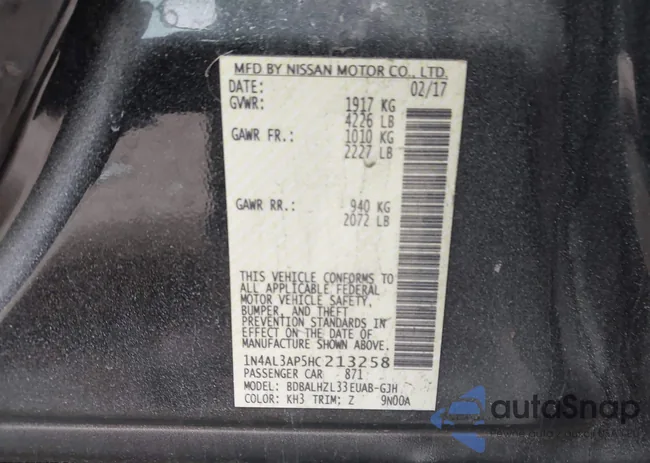 MFD BY NISSAN MOTOR CO., LTD.
DATE: 02/17
GVWR: 1917 KG
4226 LB
GAWR FR.: 1010 KG
2227 LB
GAWR RR.: 940 KG
2072 LB
THIS VEHICLE CONFORMS TO
ALL APPLICABLE FEDERAL
MOTOR VEHICLE SAFETY,
BUMPER, AND THEFT
PREVENTION STANDARDS IN
EFFECT ON THE DATE OF
MANUFACTURE SHOWN ABOVE.
1N4AL3AP5HC213258
PASSENGER CAR 871
MODEL: BDBALHZL33EUAB-GJH
COLOR: KH3 TRIM: Z 9N00A
autoSnap